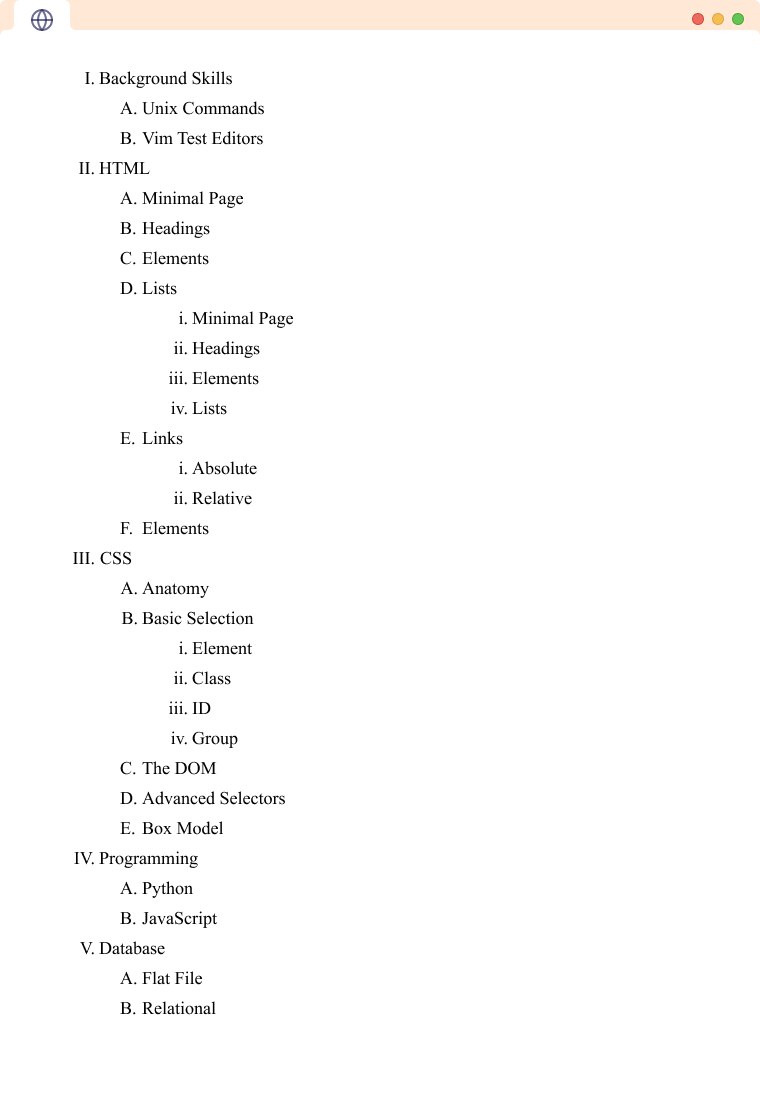 I. Background Skills
A. Unix Commands
B. Vim Test Editors
II. HTML
A. Minimal Page
B. Headings
C. Elements
D. Lists
i. Minimal Page
ii. Headings
iii. Elements
iv. Lists
E. Links
i. Absolute
ii. Relative
F. Elements
III. CSS
A. Anatomy
B. Basic Selection
i. Element
ii. Class
iii. ID
iv. Group
C. The DOM
D. Advanced Selectors
E. Box Model
IV. Programming
A. Python
B. JavaScript
V. Database
A. Flat File
B. Relational